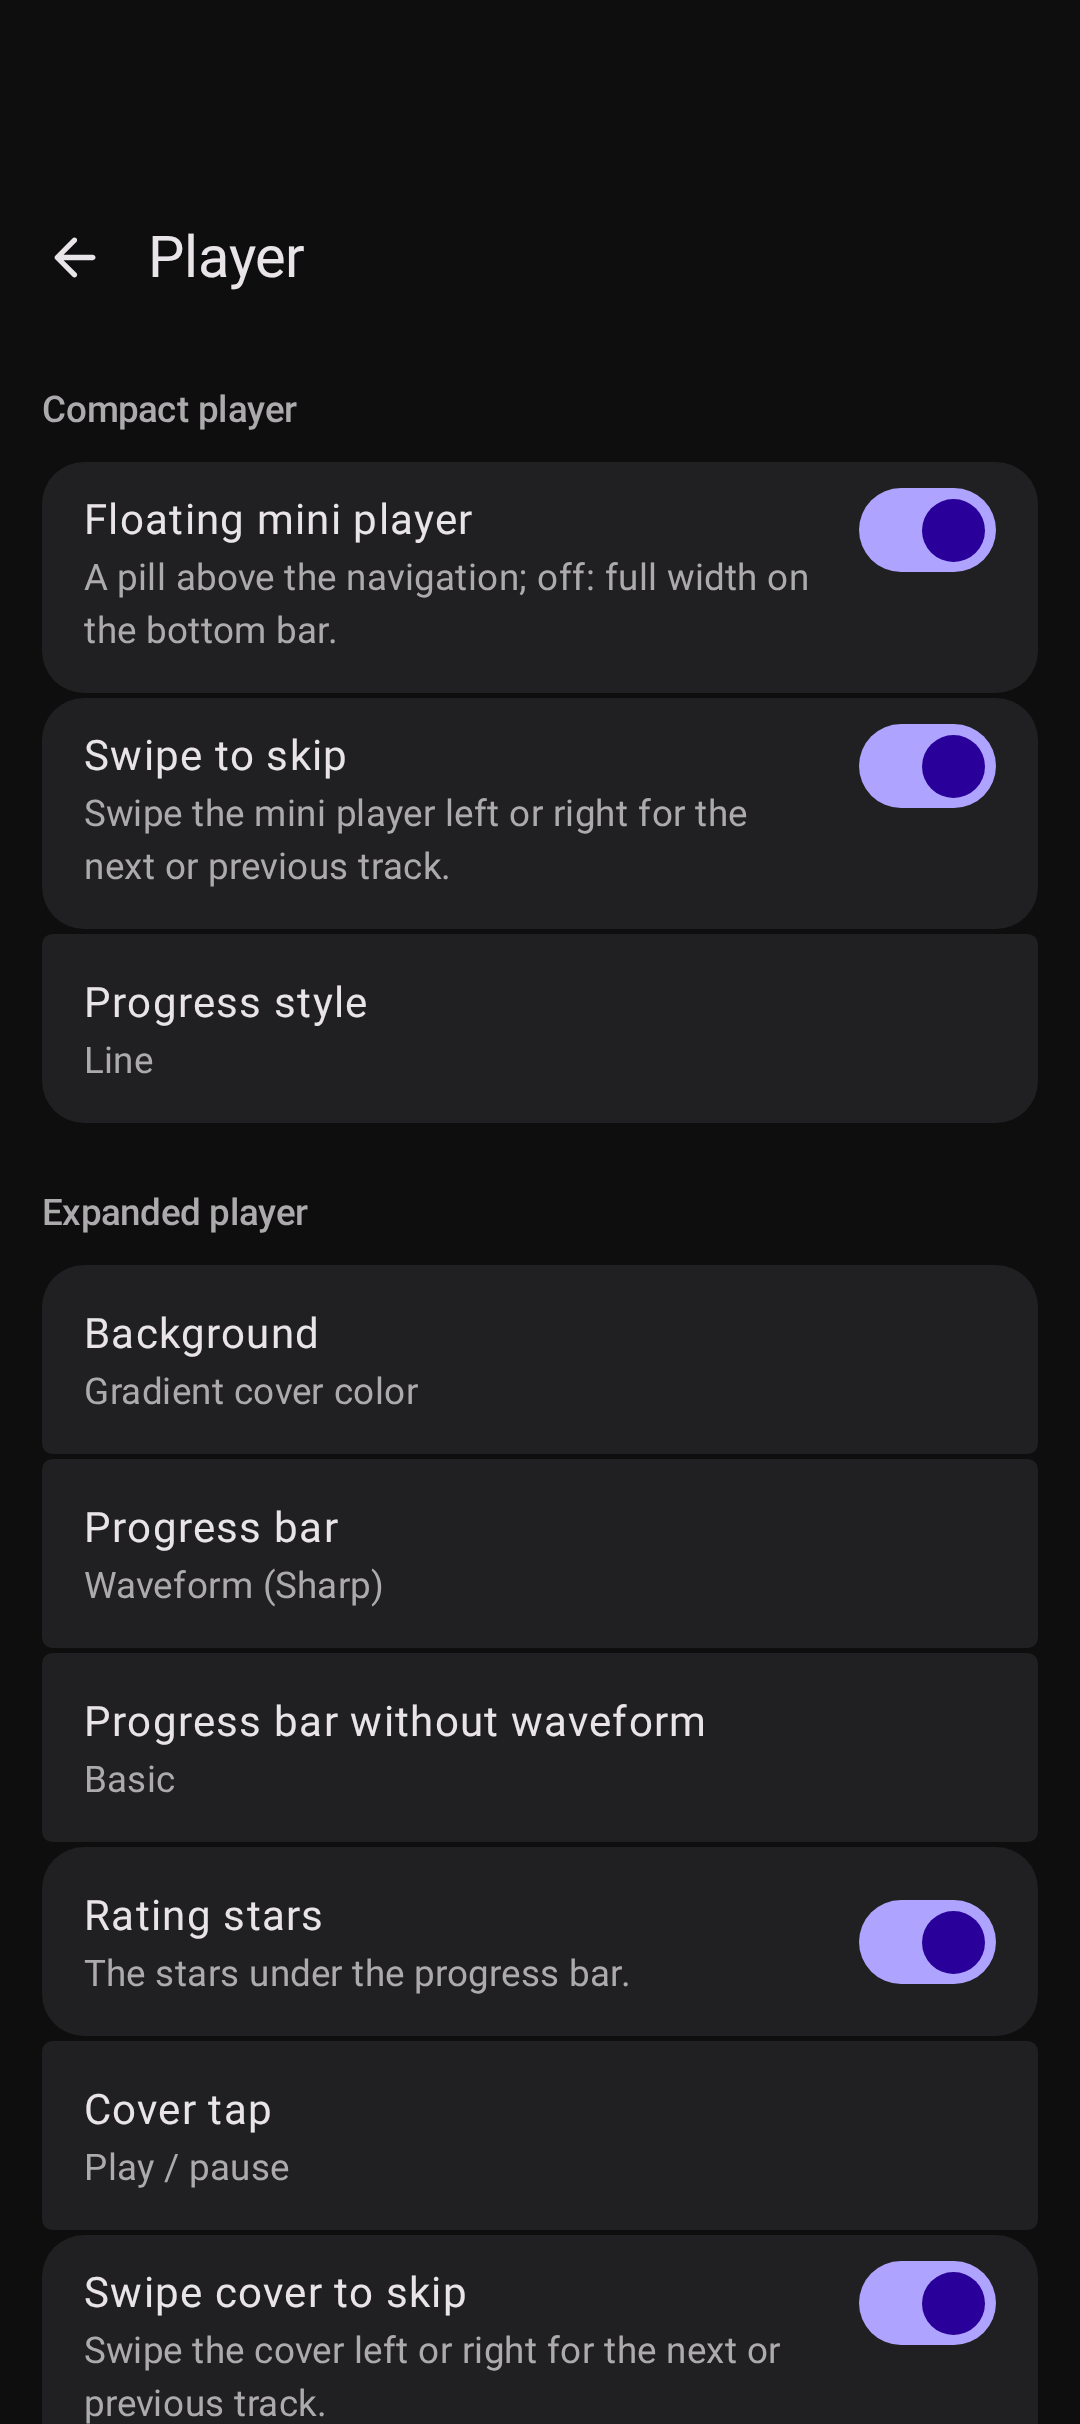 Player
Compact player
Floating mini player
A pill above the navigation; off: full width on
the bottom bar.
Swipe to skip
Swipe the mini player left or right for the
next or previous track.
Progress style
Line
Expanded player
Background
Gradient cover color
Progress bar
Waveform (Sharp)
Progress bar without waveform
Basic
Rating stars
The stars under the progress bar.
Cover tap
Play / pause
Swipe cover to skip
Swipe the cover left or right for the next or
previous track.